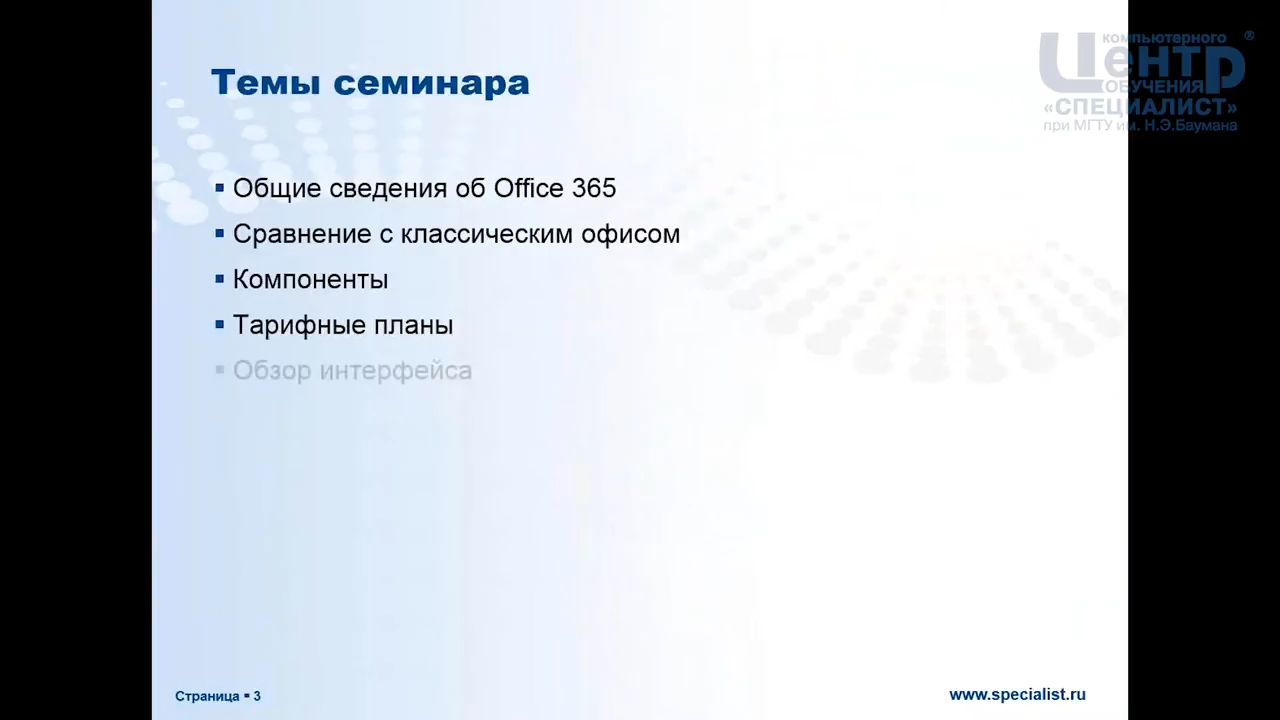 компьютерного ®
Центр
ОБУЧЕНИЯ
«СПЕЦИАЛИСТ»
при МГТУ им. Н.Э.Баумана
Темы семинара
▪ Общие сведения об Office 365
▪ Сравнение с классическим офисом
▪ Компоненты
▪ Тарифные планы
▪ Обзор интерфейса
Страница ▪ 3
www.specialist.ru